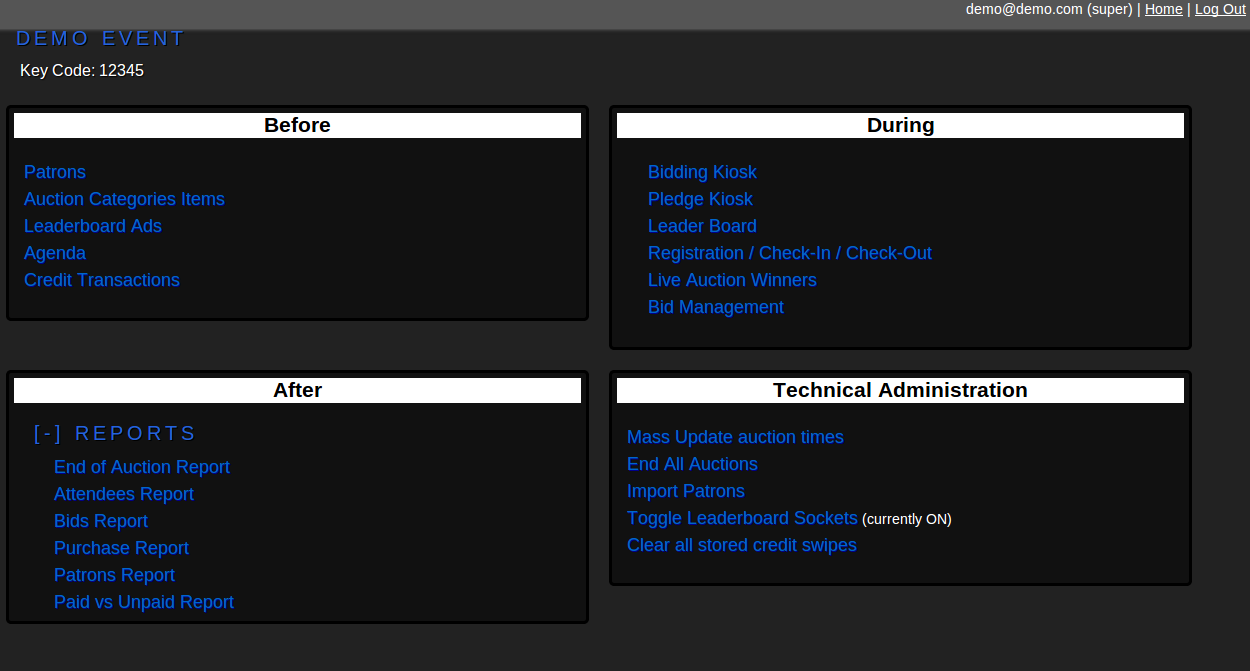 demo@demo.com (super) | Home | Log Out
DEMO EVENT
Key Code: 12345
Before
Patrons
Auction Categories Items
Leaderboard Ads
Agenda
Credit Transactions
During
Bidding Kiosk
Pledge Kiosk
Leader Board
Registration / Check-In / Check-Out
Live Auction Winners
Bid Management
After
[-] REPORTS
End of Auction Report
Attendees Report
Bids Report
Purchase Report
Patrons Report
Paid vs Unpaid Report
Technical Administration
Mass Update auction times
End All Auctions
Import Patrons
Toggle Leaderboard Sockets (currently ON)
Clear all stored credit swipes